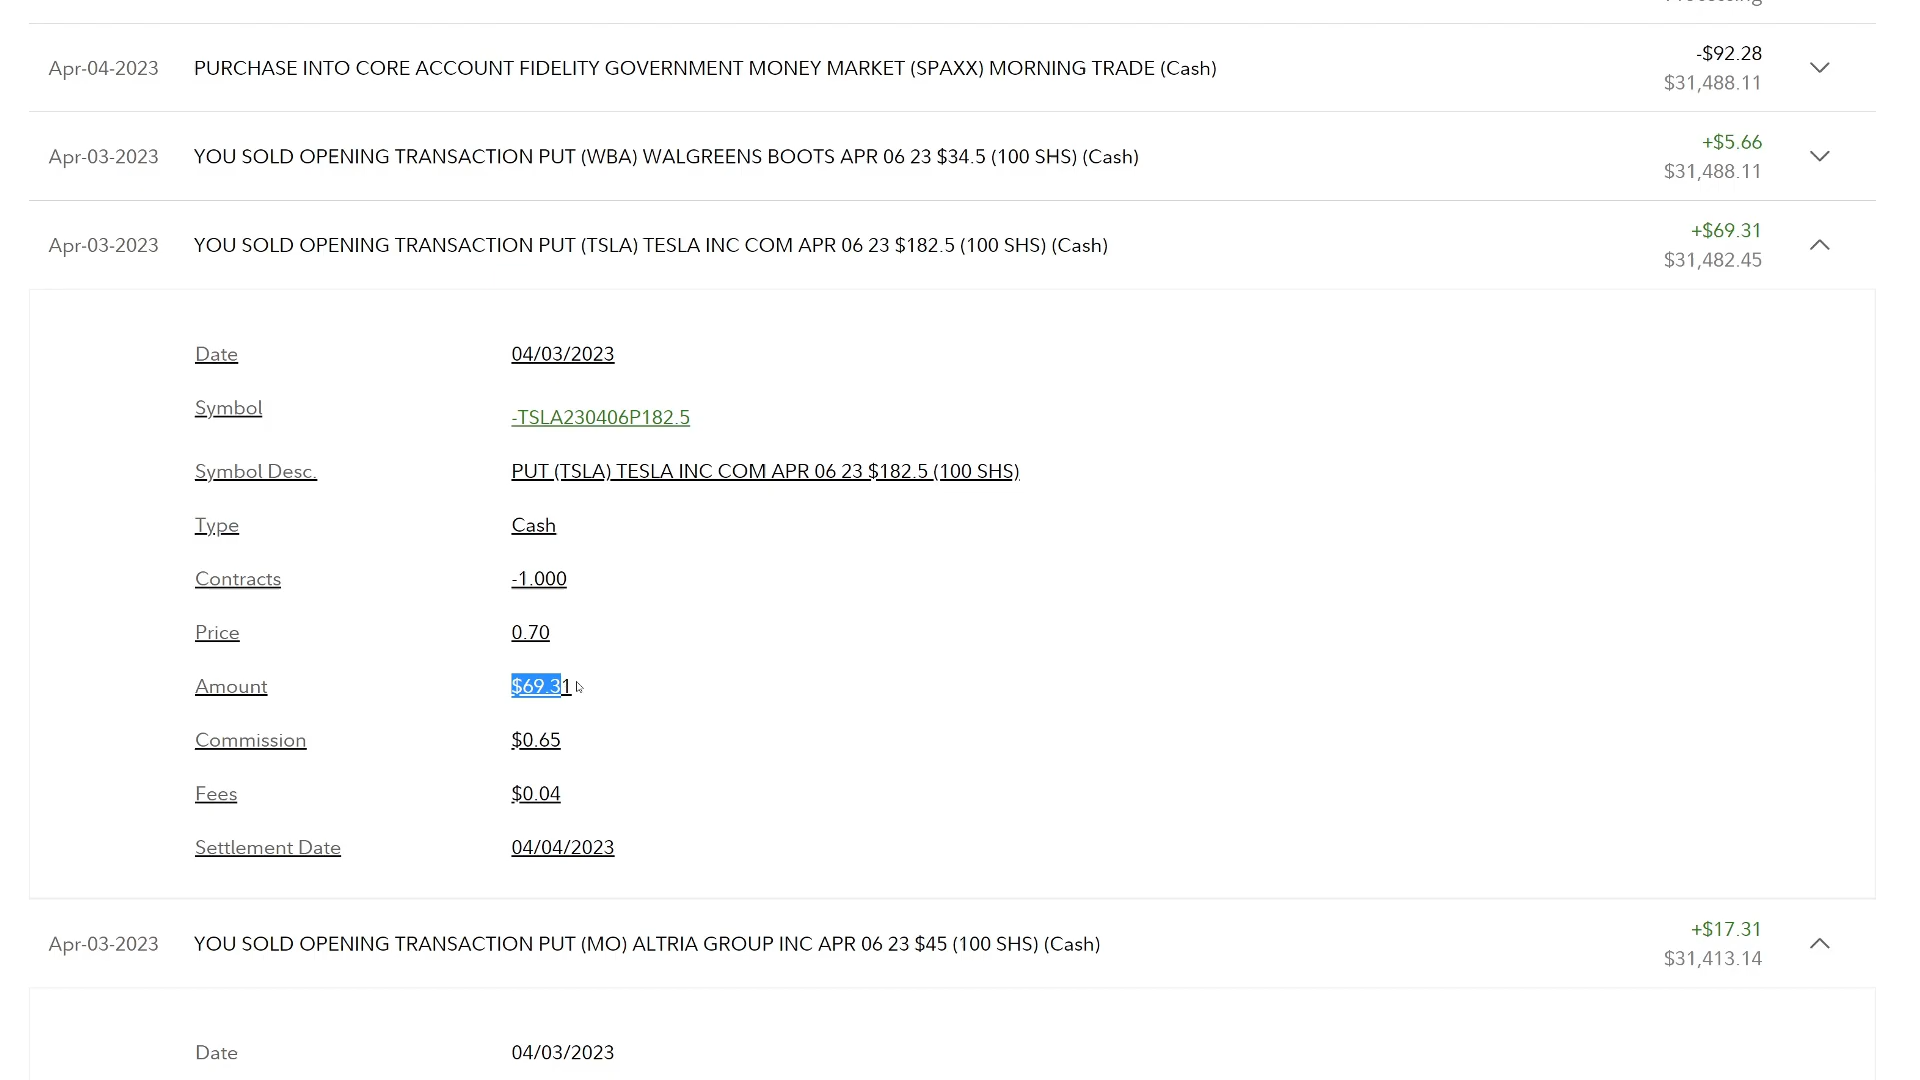 Apr-04-2023 PURCHASE INTO CORE ACCOUNT FIDELITY GOVERNMENT MONEY MARKET (SPAXX) MORNING TRADE (Cash) -$92.28
$31,488.11
Apr-03-2023 YOU SOLD OPENING TRANSACTION PUT (WBA) WALGREENS BOOTS APR 06 23 $34.5 (100 SHS) (Cash) +$5.66
$31,488.11
Apr-03-2023 YOU SOLD OPENING TRANSACTION PUT (TSLA) TESLA INC COM APR 06 23 $182.5 (100 SHS) (Cash) +$69.31
$31,482.45
Date 04/03/2023
Symbol -TSLA230406P182.5
Symbol Desc. PUT (TSLA) TESLA INC COM APR 06 23 $182.5 (100 SHS)
Type Cash
Contracts -1.000
Price 0.70
Amount $69.31
Commission $0.65
Fees $0.04
Settlement Date 04/04/2023
Apr-03-2023 YOU SOLD OPENING TRANSACTION PUT (MO) ALTRIA GROUP INC APR 06 23 $45 (100 SHS) (Cash) +$17.31
$31,413.14
Date 04/03/2023